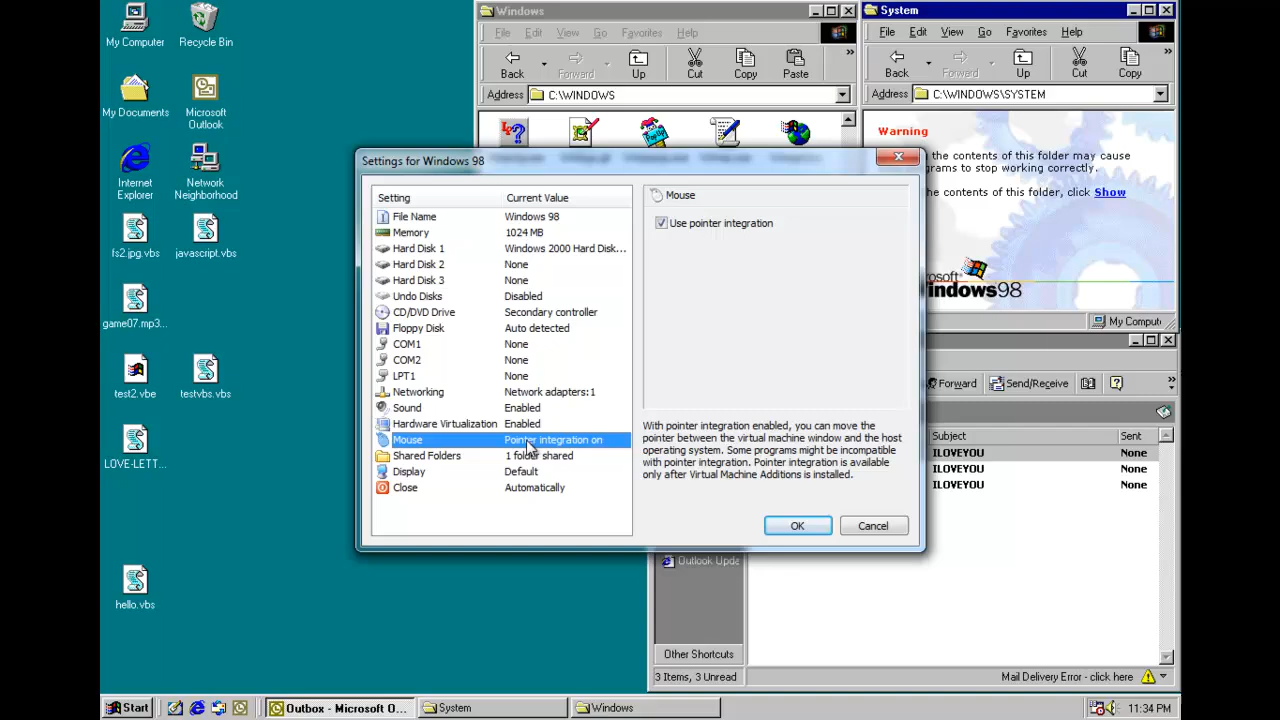 My Computer
Recycle Bin
My Documents
Microsoft
Outlook
Internet
Explorer
Network
Neighborhood
fs2.jpg.vbs
javascript.vbs
game07.mp3...
test2.vbe
testvbs.vbs
LOVE-LETT...
hello.vbs
Windows
File Edit View Go Favorites Help
Back Forward Up Cut Copy Paste
Address C:\WINDOWS
System
File Edit View Go Favorites Help
Back Forward Up Cut Copy
Address C:\WINDOWS\SYSTEM
Warning
the contents of this folder may cause
grams to stop working correctly.
the contents of this folder, click Show
Windows98
My Comput
Settings for Windows 98
Setting Current Value
File Name Windows 98
Memory 1024 MB
Hard Disk 1 Windows 2000 Hard Disk...
Hard Disk 2 None
Hard Disk 3 None
Undo Disks Disabled
CD/DVD Drive Secondary controller
Floppy Disk Auto detected
COM1 None
COM2 None
LPT1 None
Networking Network adapters:1
Sound Enabled
Hardware Virtualization Enabled
Mouse Pointer integration on
Shared Folders 1 folder shared
Display Default
Close Automatically
Mouse
Use pointer integration
With pointer integration enabled, you can move the
pointer between the virtual machine window and the host
operating system. Some programs might be incompatible
with pointer integration. Pointer integration is available
only after Virtual Machine Additions is installed.
OK Cancel
Forward Send/Receive
Subject Sent
ILOVEYOU None
ILOVEYOU None
ILOVEYOU None
Outlook Upda
Other Shortcuts
3 Items, 3 Unread
Mail Delivery Error - click here
Start
Outbox - Microsoft O...
System
Windows
11:34 PM